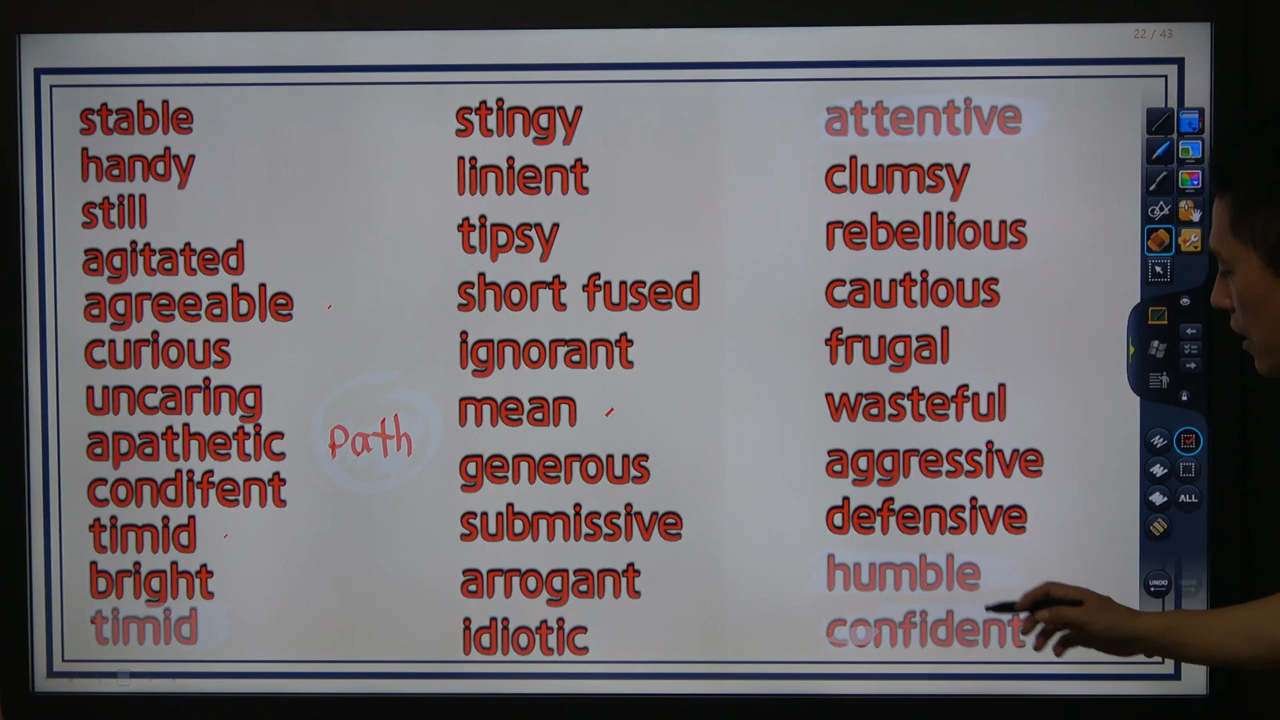 22 / 43
stable
handy
still
agitated
agreeable
curious
uncaring
apathetic
condifent
timid
bright
timid
path
stingy
linient
tipsy
short fused
ignorant
mean
generous
submissive
arrogant
idiotic
attentive
clumsy
rebellious
cautious
frugal
wasteful
aggressive
defensive
humble
confident
ALL
UNDO